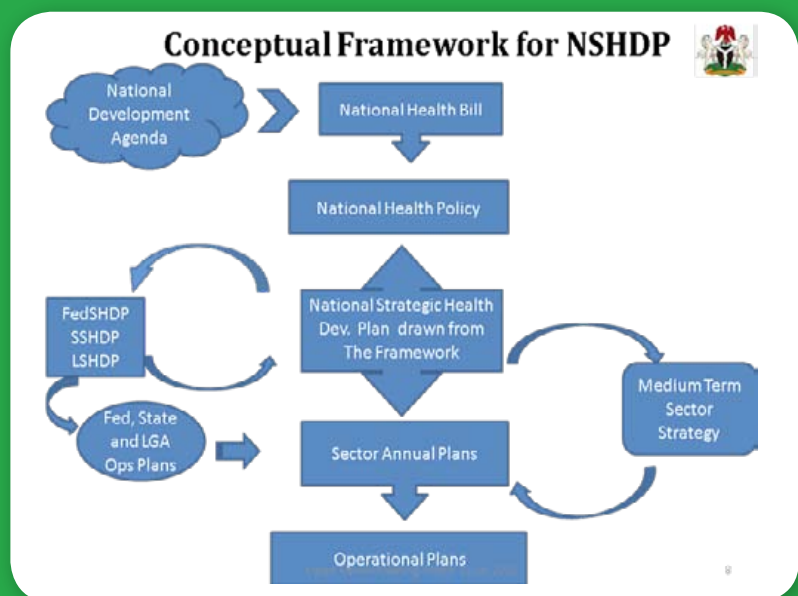 Conceptual Framework for NSHDP
National
Development
Agenda
National Health Bill
National Health Policy
FedSHDP
SSHDP
LSHDP
National Strategic Health
Dev. Plan drawn from
The Framework
Medium Term
Sector
Strategy
Fed, State
and LGA
Ops Plans
Sector Annual Plans
Operational Plans